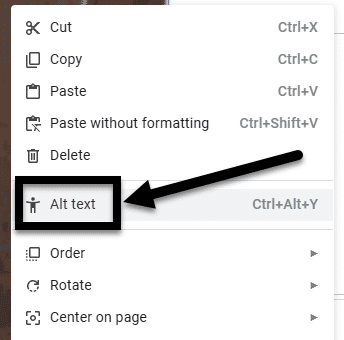 Cut Ctrl+X
Copy Ctrl+C
Paste Ctrl+V
Paste without formatting Ctrl+Shift+V
Delete
Alt text Ctrl+Alt+Y
Order
Rotate
Center on page